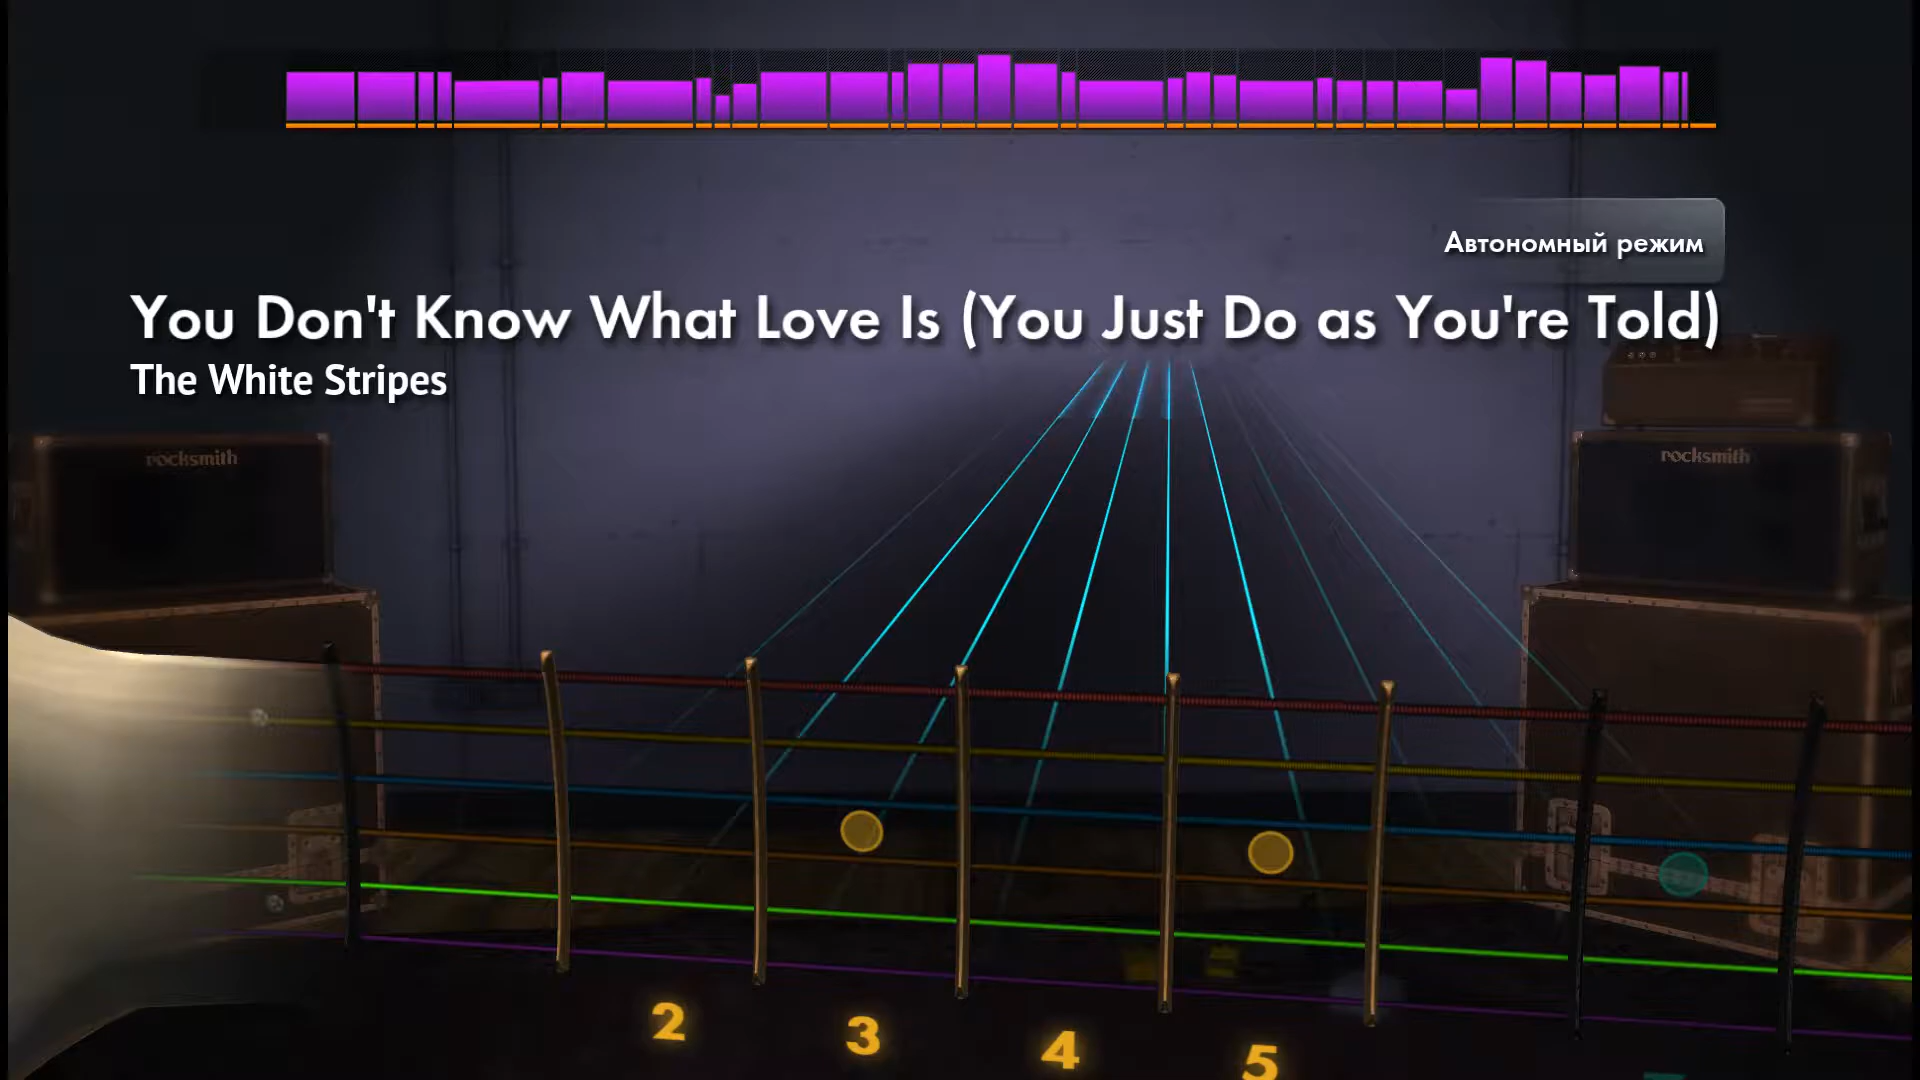 Автономный режим
You Don't Know What Love Is (You Just Do as You're Told)
The White Stripes
rocksmith
rocksmith
2 3 4 5